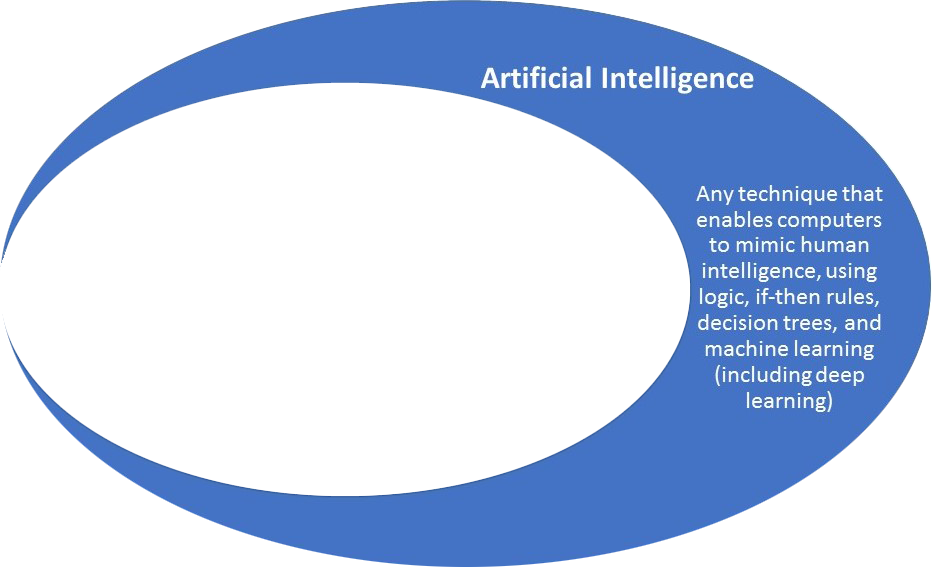 Artificial Intelligence
Any technique that
enables computers
to mimic human
intelligence, using
logic, if-then rules,
decision trees, and
machine learning
(including deep
learning)